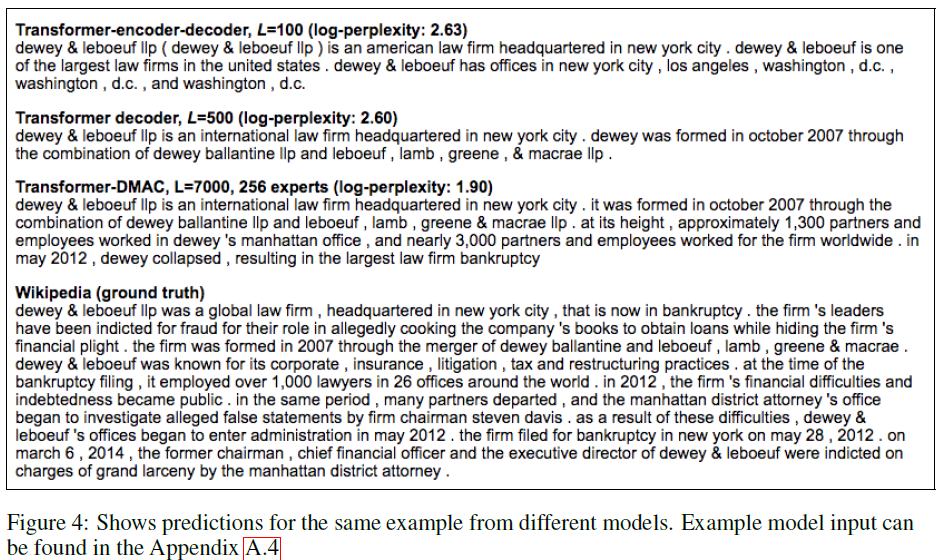 Transformer-encoder-decoder, L=100 (log-perplexity: 2.63)
dewey & leboeuf llp ( dewey & leboeuf llp ) is an american law firm headquartered in new york city . dewey & leboeuf is one
of the largest law firms in the united states . dewey & leboeuf has offices in new york city , los angeles , washington , d.c. ,
washington , d.c. , and washington , d.c.
Transformer decoder, L=500 (log-perplexity: 2.60)
dewey & leboeuf llp is an international law firm headquartered in new york city . dewey was formed in october 2007 through
the combination of dewey ballantine llp and leboeuf , lamb , greene , & macrae llp .
Transformer-DMAC, L=7000, 256 experts (log-perplexity: 1.90)
dewey & leboeuf llp is an international law firm headquartered in new york city . it was formed in october 2007 through the
combination of dewey ballantine llp and leboeuf , lamb , greene & macrae llp . at its height , approximately 1,300 partners and
employees worked in dewey 's manhattan office , and nearly 3,000 partners and employees worked for the firm worldwide . in
may 2012 , dewey collapsed , resulting in the largest law firm bankruptcy
Wikipedia (ground truth)
dewey & leboeuf llp was a global law firm , headquartered in new york city , that is now in bankruptcy . the firm 's leaders
have been indicted for fraud for their role in allegedly cooking the company 's books to obtain loans while hiding the firm 's
financial plight . the firm was formed in 2007 through the merger of dewey ballantine and leboeuf , lamb , greene & macrae .
dewey & leboeuf was known for its corporate , insurance , litigation , tax and restructuring practices . at the time of the
bankruptcy filing , it employed over 1,000 lawyers in 26 offices around the world . in 2012 , the firm 's financial difficulties and
indebtedness became public . in the same period , many partners departed , and the manhattan district attorney 's office
began to investigate alleged false statements by firm chairman steven davis . as a result of these difficulties , dewey &
leboeuf 's offices began to enter administration in may 2012 . the firm filed for bankruptcy in new york on may 28 , 2012 . on
march 6 , 2014 , the former chairman , chief financial officer and the executive director of dewey & leboeuf were indicted on
charges of grand larceny by the manhattan district attorney .
Figure 4: Shows predictions for the same example from different models. Example model input can
be found in the Appendix A.4